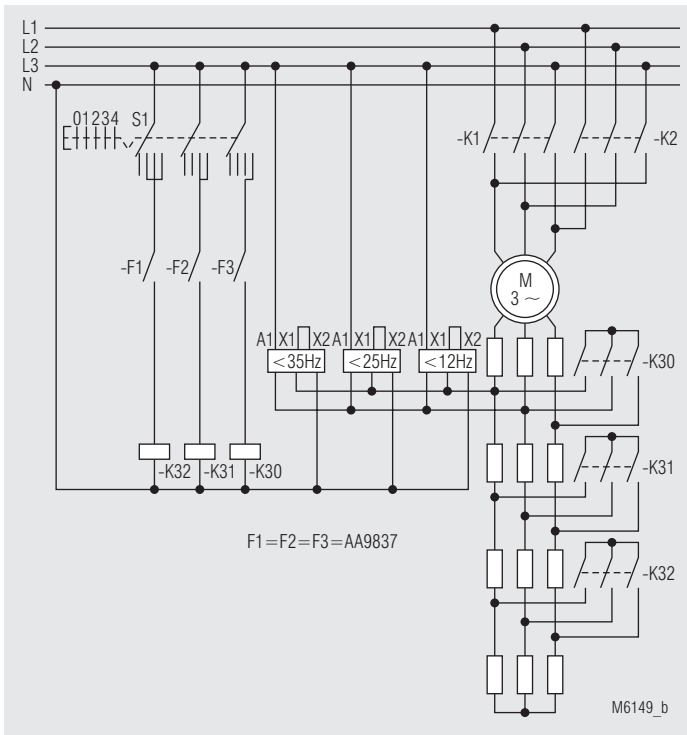 L1
L2
L3
N
01234 S1
-K1 -K2
-F1 -F2 -F3
M
3 ~
A1 X1 X2 A1 X1 X2 A1 X1 X2
<35Hz <25Hz <12Hz
-K30
-K32 -K31 -K30
-K31
F1=F2=F3=AA9837
-K32
M6149_b